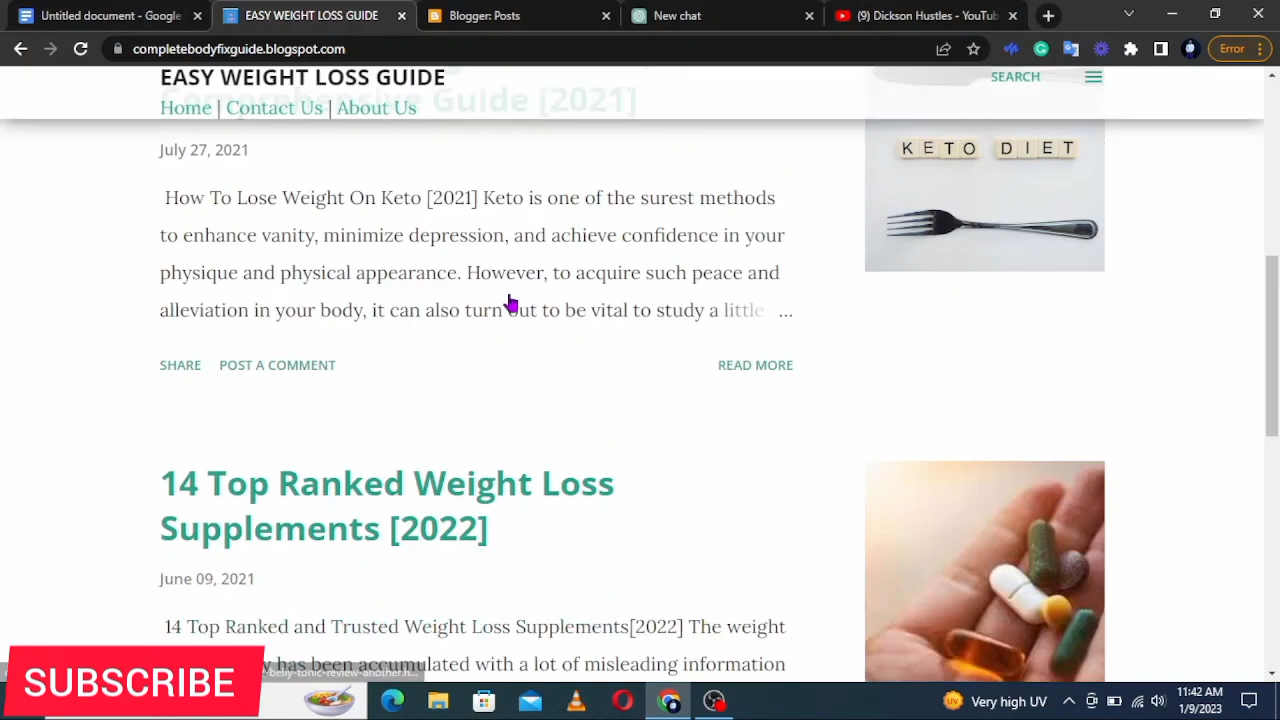 Untitled document - Google
EASY WEIGHT LOSS GUIDE
Blogger: Posts
New chat
(9) Dickson Hustles - YouTu
completebodyfixguide.blogspot.com
Error
EASY WEIGHT LOSS GUIDE
SEARCH
Guide [2021]
Home | Contact Us | About Us
July 27, 2021
KETO DIET
How To Lose Weight On Keto [2021] Keto is one of the surest methods
to enhance vanity, minimize depression, and achieve confidence in your
physique and physical appearance. However, to acquire such peace and
alleviation in your body, it can also turn out to be vital to study a little ...
SHARE POST A COMMENT READ MORE
14 Top Ranked Weight Loss
Supplements [2022]
June 09, 2021
14 Top Ranked and Trusted Weight Loss Supplements[2022] The weight
has been accumulated with a lot of misleading information
-belly-tonic-review-another.h...
SUBSCRIBE
Very high UV
11:42 AM
1/9/2023